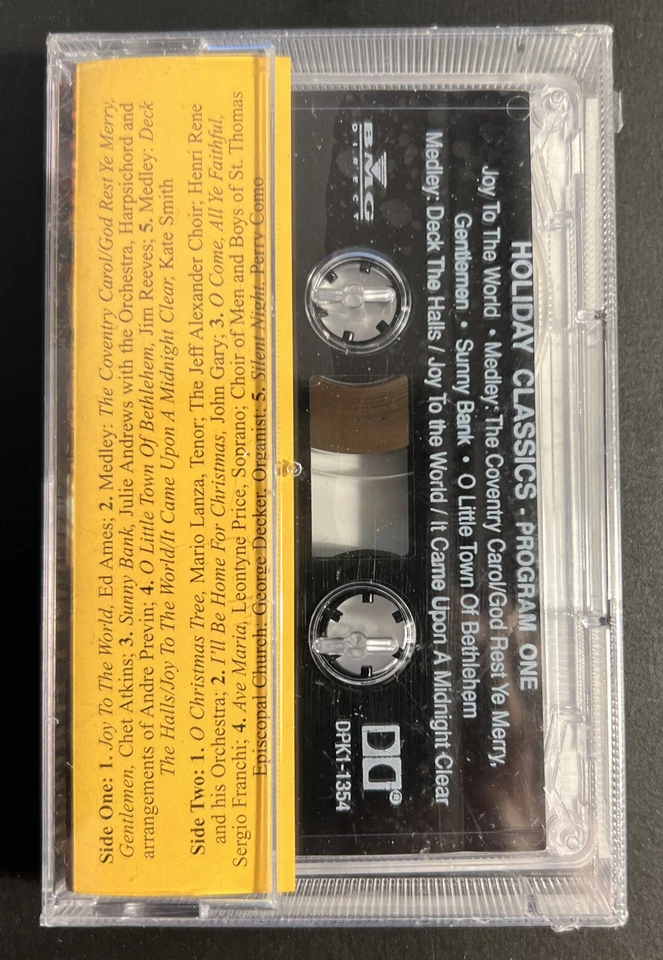 Side One: 1. Joy To The World, Ed Ames; 2. Medley: The Coventry Carol/God Rest Ye Merry,
Gentlemen, Chet Atkins; 3. Sunny Bank, Julie Andrews with the Orchestra, Harpsichord and
arrangements of Andre Previn; 4. O Little Town Of Bethlehem, Jim Reeves; 5. Medley: Deck
The Halls/Joy To The World/It Came Upon A Midnight Clear, Kate Smith
Side Two: 1. O Christmas Tree, Mario Lanza, Tenor; The Jeff Alexander Choir; Henri Rene
and his Orchestra; 2. I'll Be Home For Christmas, John Gary; 3. O Come, All Ye Faithful,
Sergio Franchi; 4. Ave Maria, Leontyne Price, Soprano; Choir of Men and Boys of St. Thomas
Episcopal Church: George Decker, Organist; 5. Silent Night, Perry Como
HOLIDAY CLASSICS - PROGRAM ONE
Joy To The World • Medley: The Coventry Carol/God Rest Ye Merry,
Gentlemen • Sunny Bank • O Little Town Of Bethlehem
Medley: Deck The Halls / Joy To the World / It Came Upon A Midnight Clear
BMG
DIRECT
®
DPK1-1354